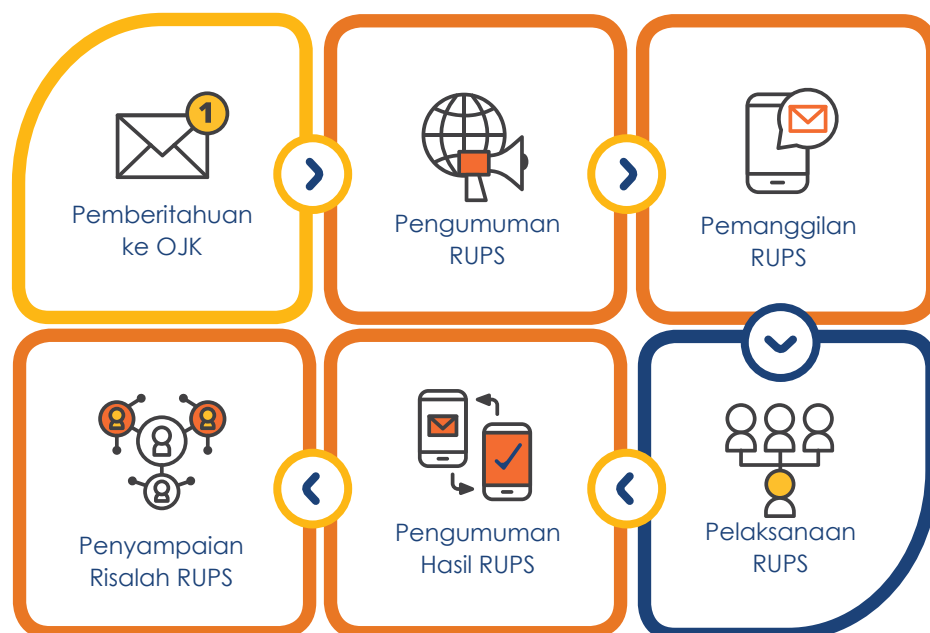 1
Pemberitahuan
ke OJK
Pengumuman
RUPS
Pemanggilan
RUPS
Pelaksanaan
RUPS
Pengumuman
Hasil RUPS
Penyampaian
Risalah RUPS